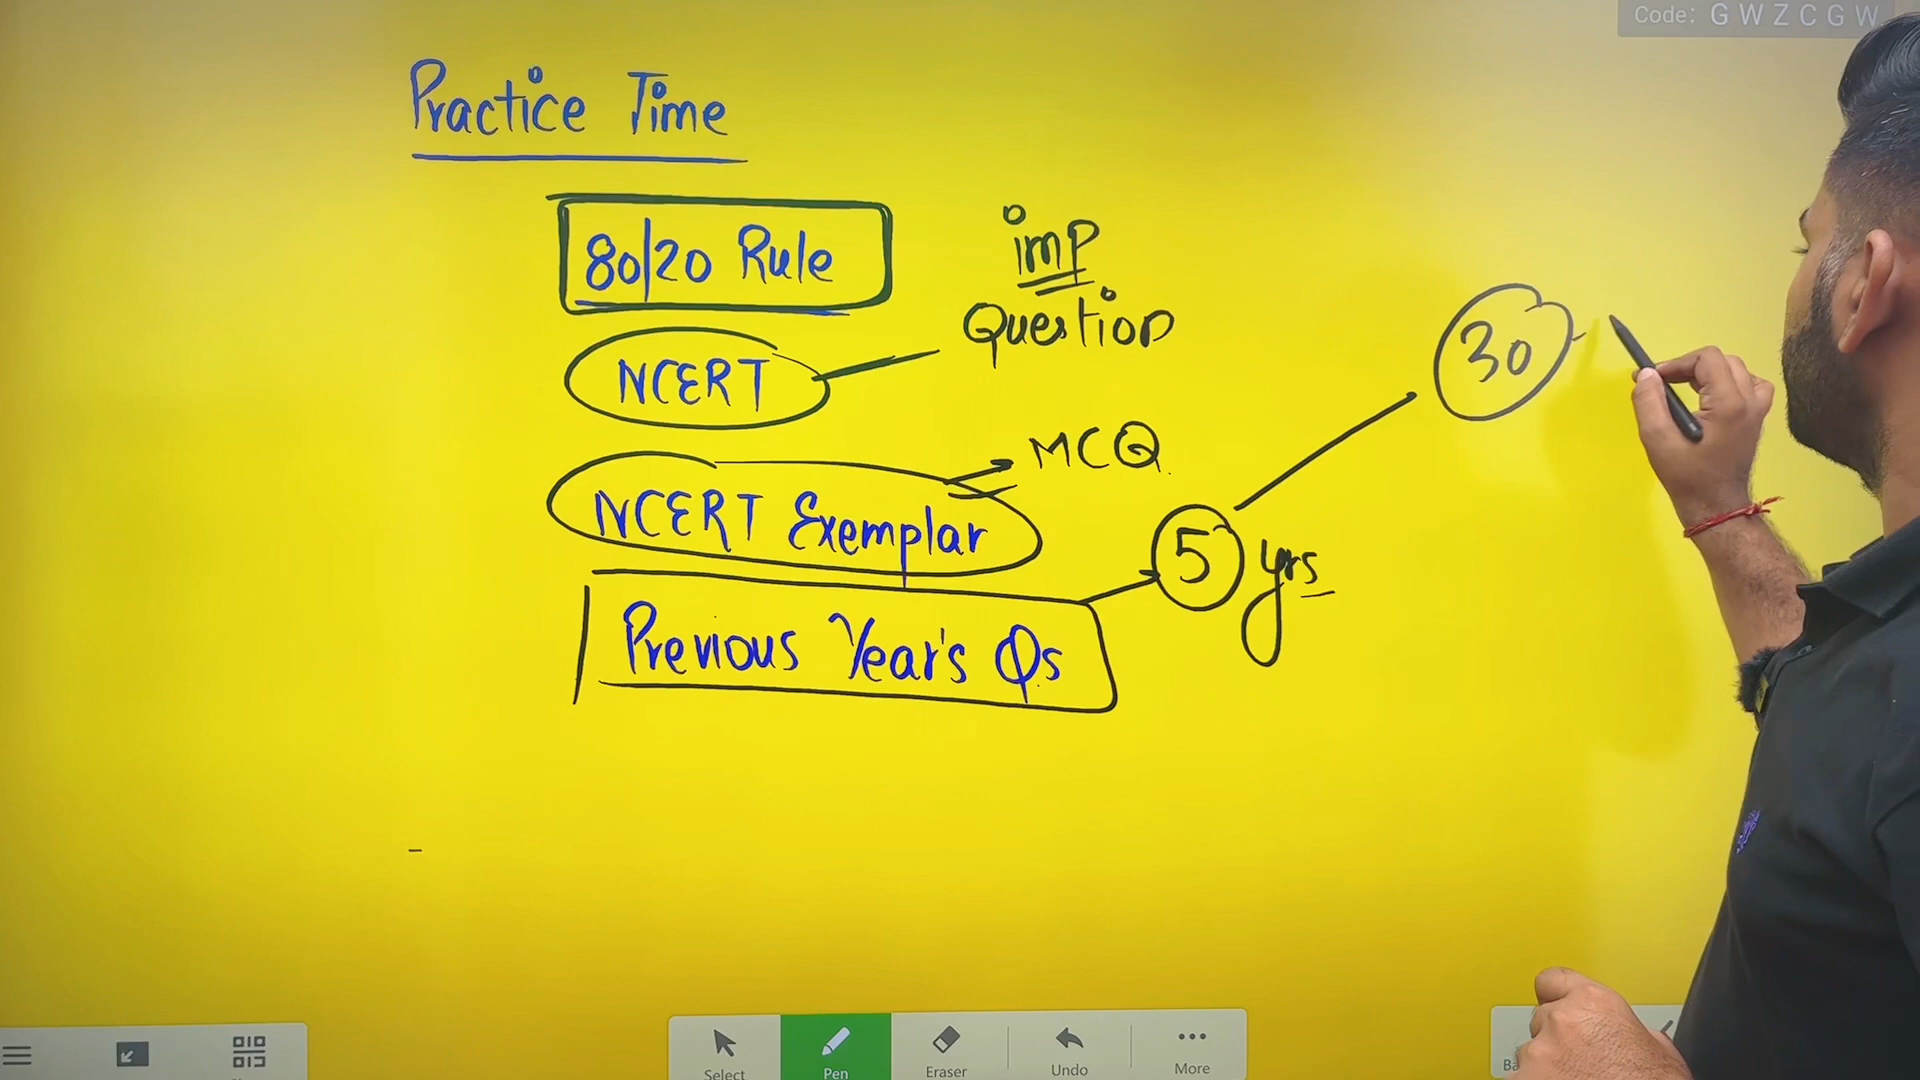 Code: GWZCGW
Practice Time
80/20 Rule
imp
Question
NCERT
30
MCQ
NCERT Exemplar
5 yrs
Previous Year's Qs
Select
Pen
Eraser
Undo
More